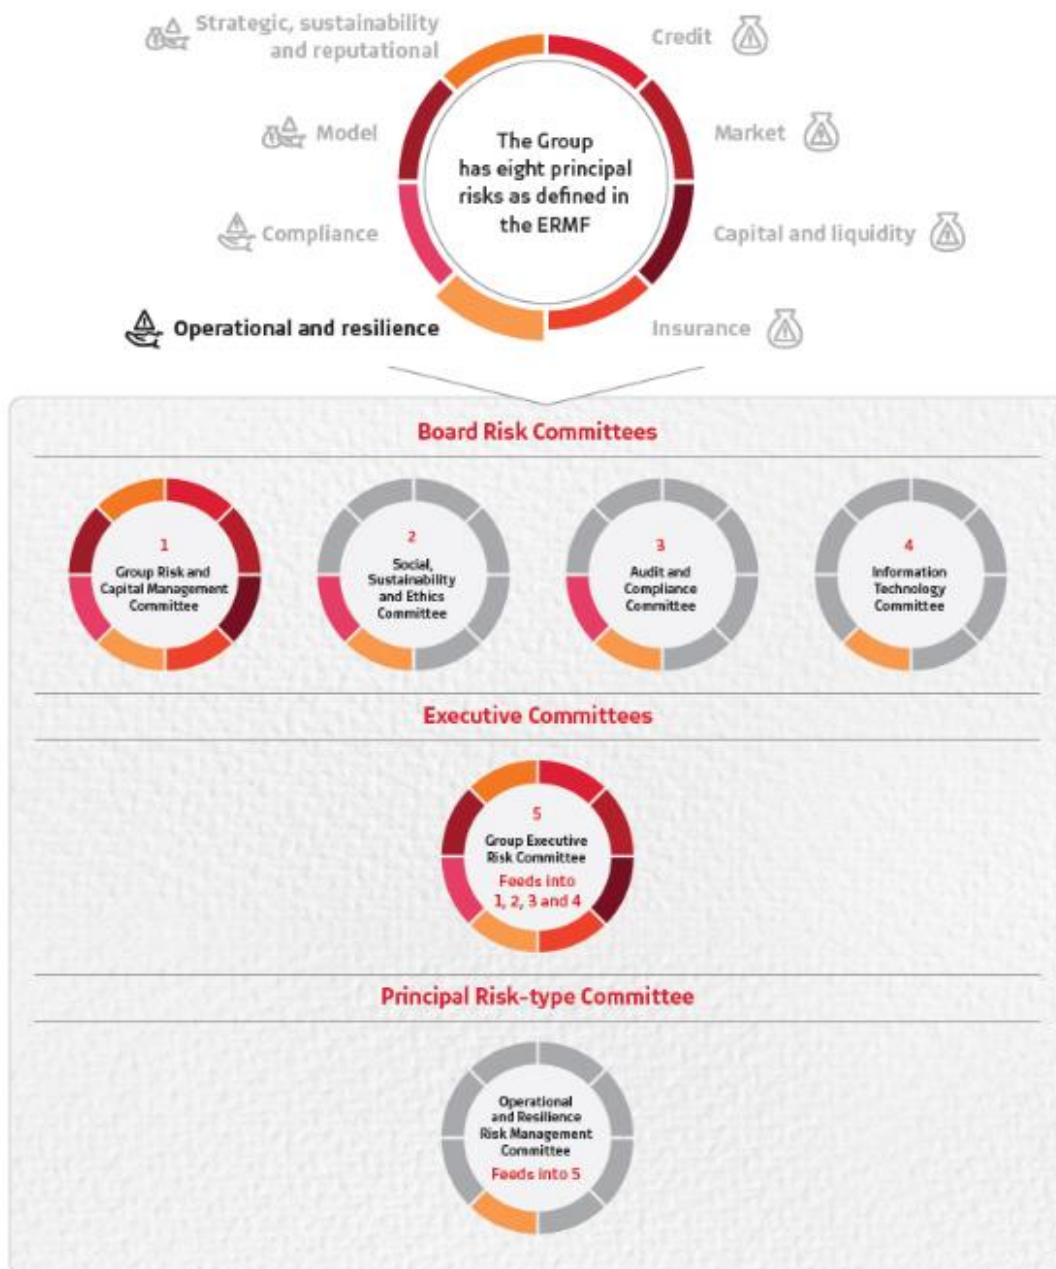 Strategic, sustainability
and reputational
Credit
Model
Market
Compliance
Capital and liquidity
Operational and resilience
Insurance
The Group
has eight principal
risks as defined in
the ERMF
Board Risk Committees
1
Group Risk and
Capital Management
Committee
2
Social,
Sustainability
and Ethics
Committee
3
Audit and
Compliance
Committee
4
Information
Technology
Committee
Executive Committees
5
Group Executive
Risk Committee
Feeds into
1, 2, 3 and 4
Principal Risk-type Committee
Operational
and Resilience
Risk Management
Committee
Feeds into 5